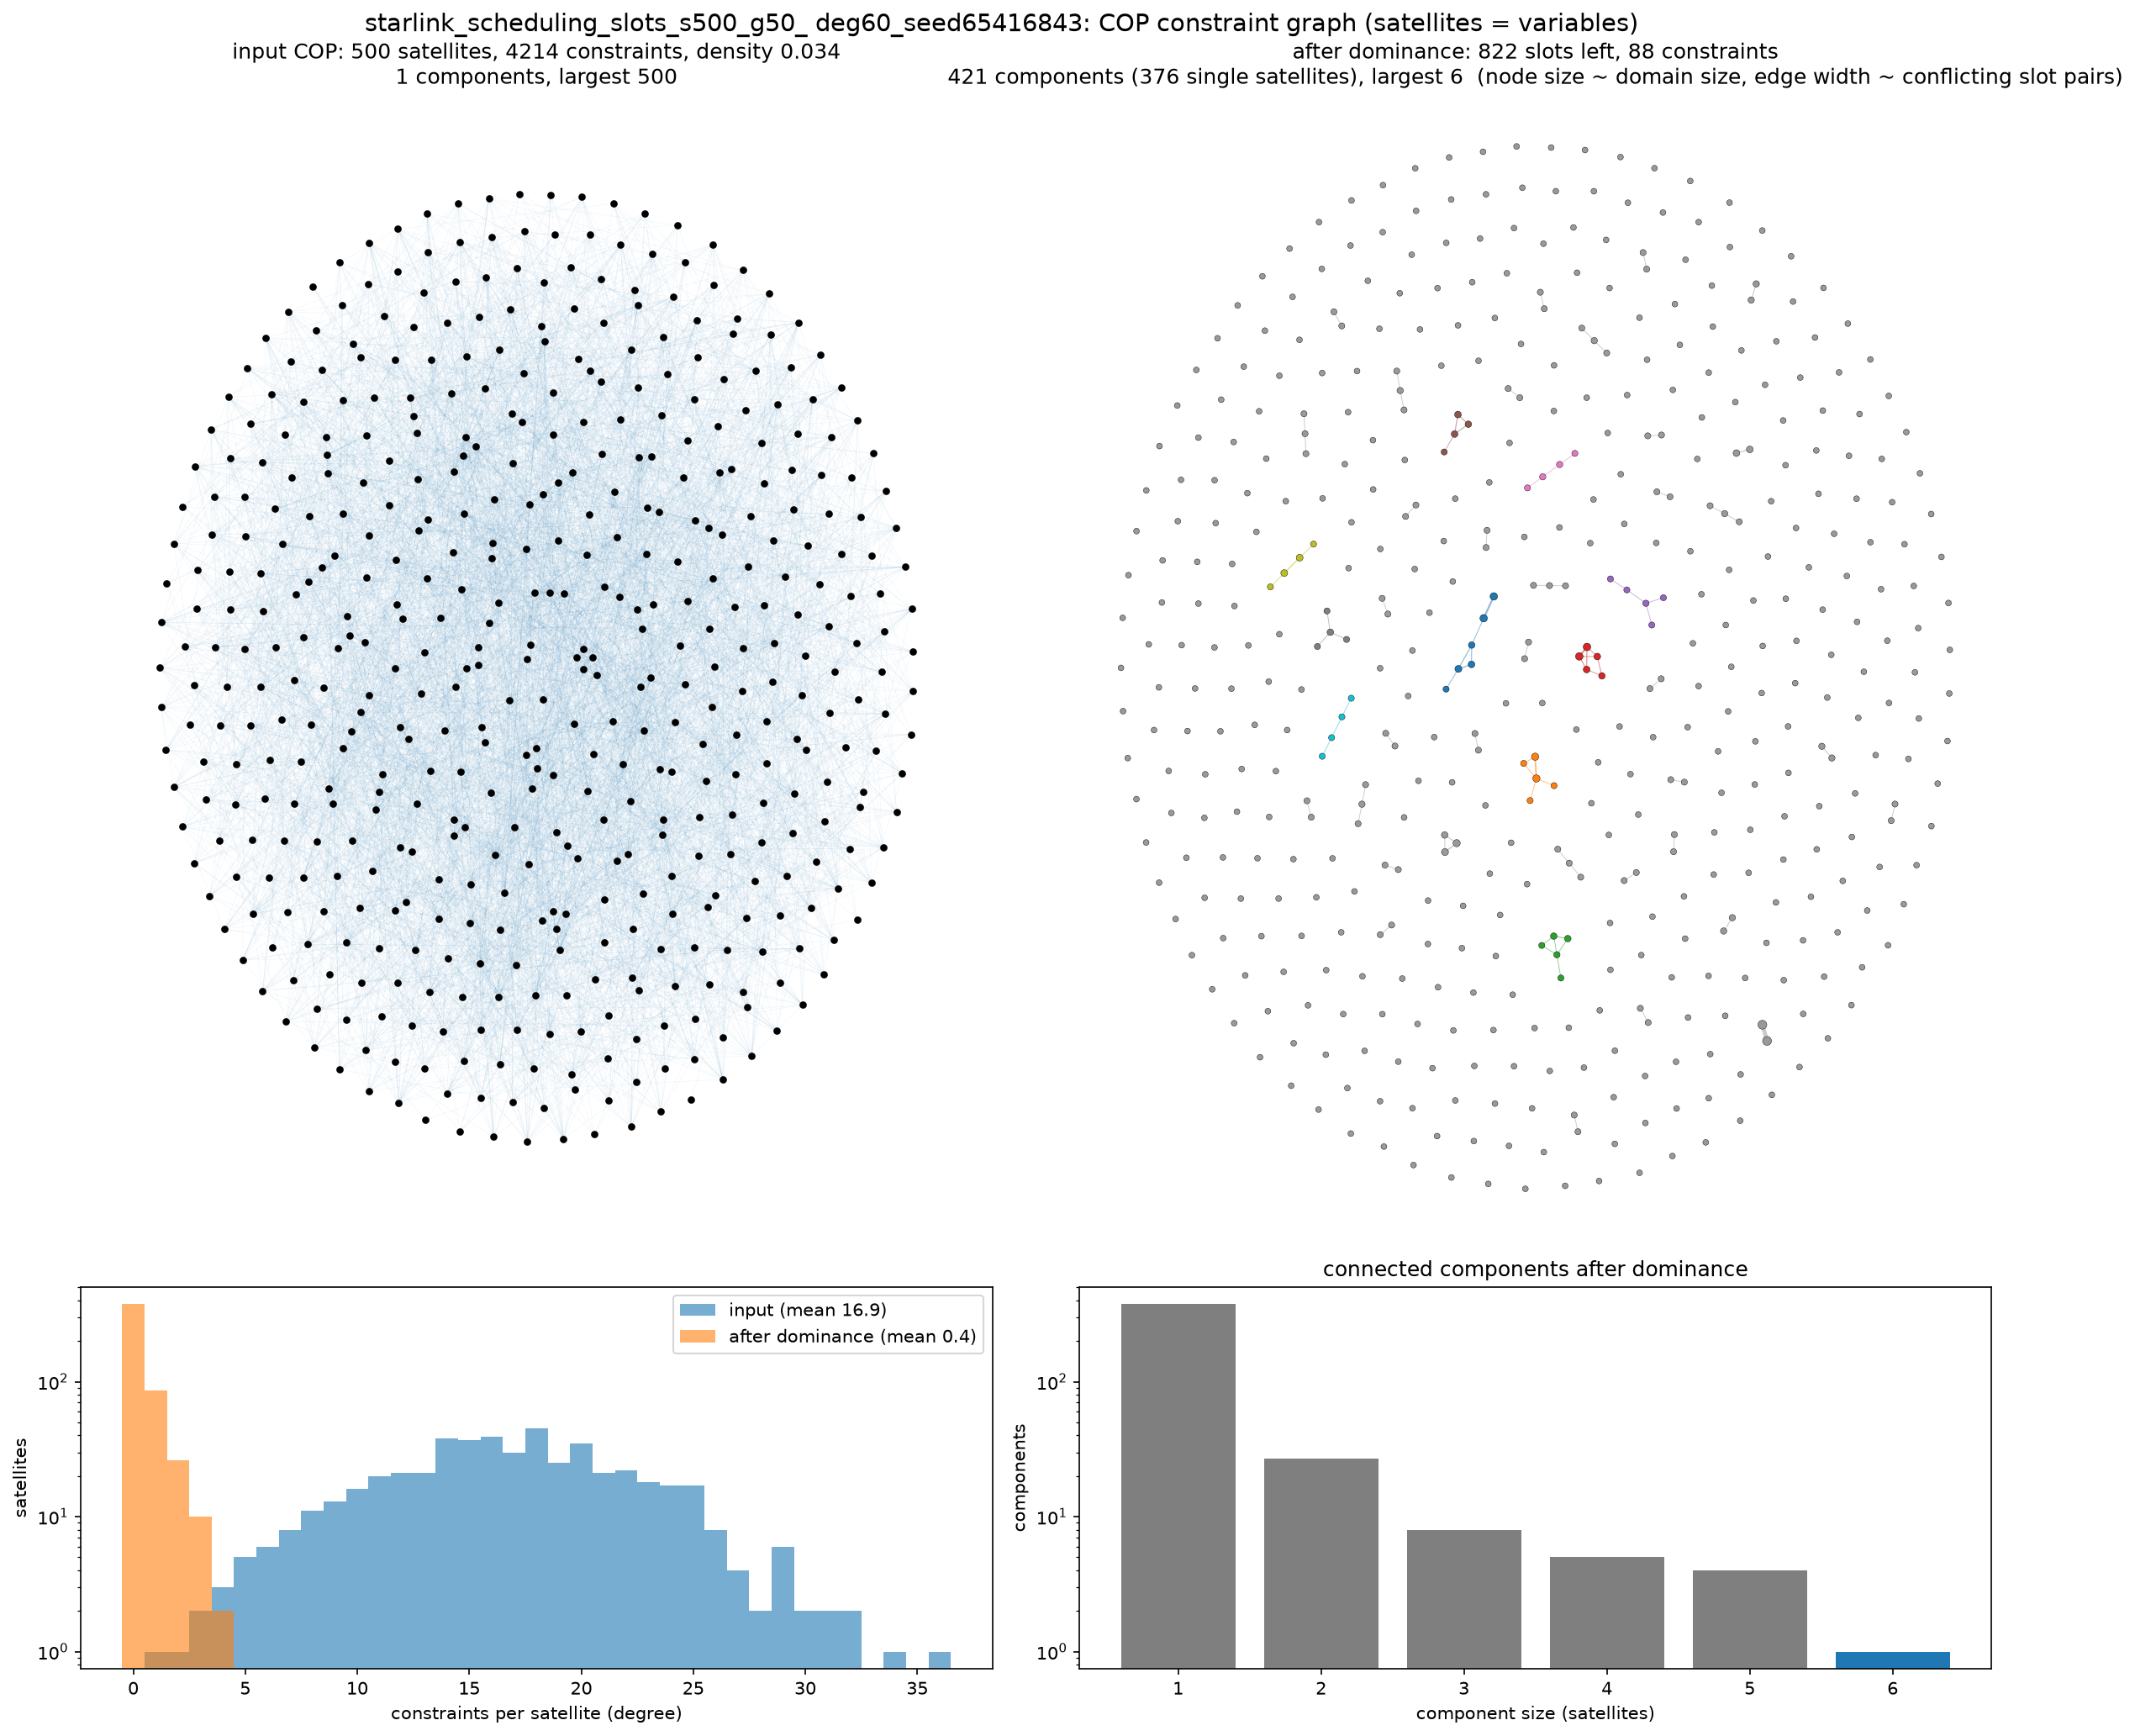 starlink_scheduling_slots_s500_g50_ deg60_seed65416843: COP constraint graph (satellites = variables)
input COP: 500 satellites, 4214 constraints, density 0.034
1 components, largest 500
after dominance: 822 slots left, 88 constraints
421 components (376 single satellites), largest 6  (node size ~ domain size, edge width ~ conflicting slot pairs)
input (mean 16.9)
after dominance (mean 0.4)
satellites
10²
10¹
10⁰
0 5 10 15 20 25 30 35
constraints per satellite (degree)
connected components after dominance
components
10²
10¹
10⁰
1 2 3 4 5 6
component size (satellites)